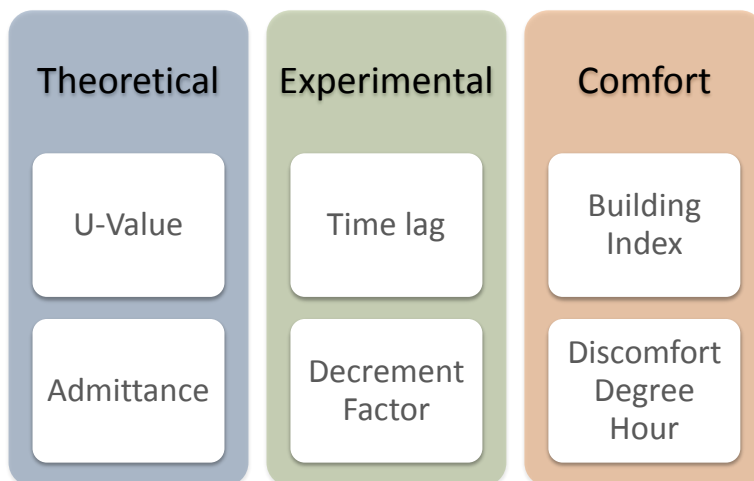 Theoretical
U-Value
Admittance
Experimental
Time lag
Decrement
Factor
Comfort
Building
Index
Discomfort
Degree
Hour